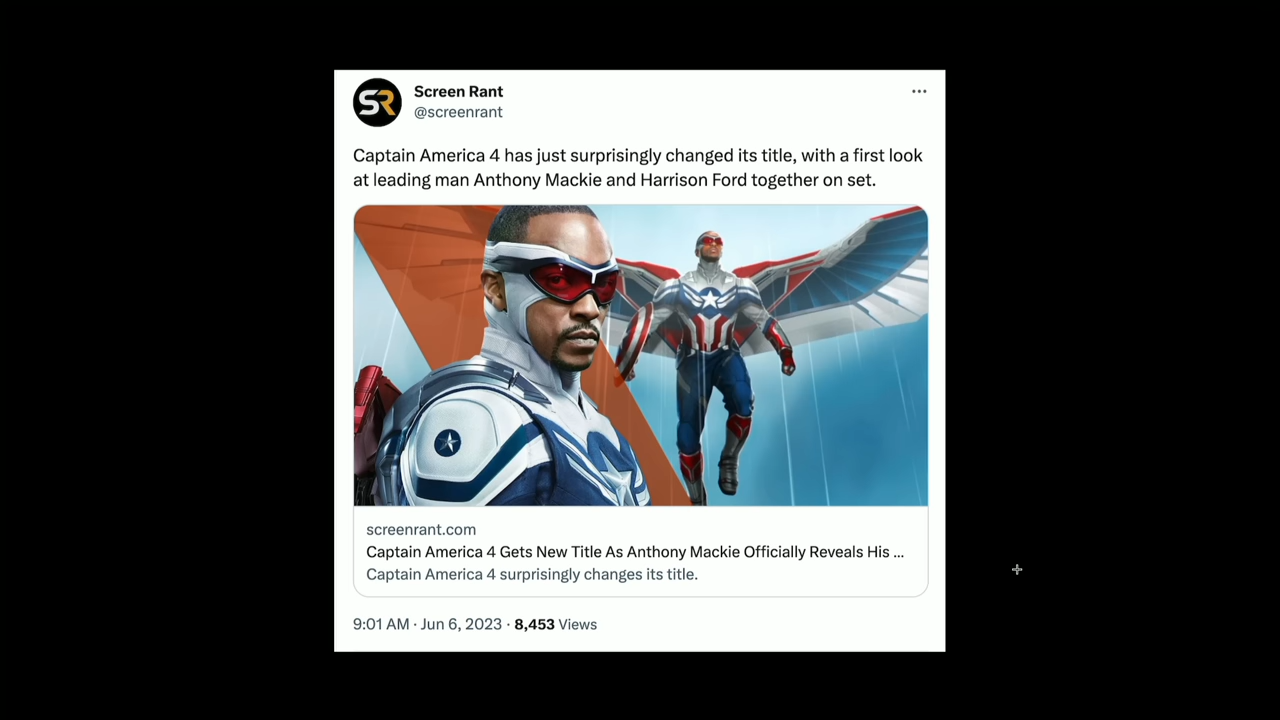 SR
Screen Rant
@screenrant
Captain America 4 has just surprisingly changed its title, with a first look
at leading man Anthony Mackie and Harrison Ford together on set.
screenrant.com
Captain America 4 Gets New Title As Anthony Mackie Officially Reveals His ...
Captain America 4 surprisingly changes its title.
9:01 AM · Jun 6, 2023 · 8,453 Views